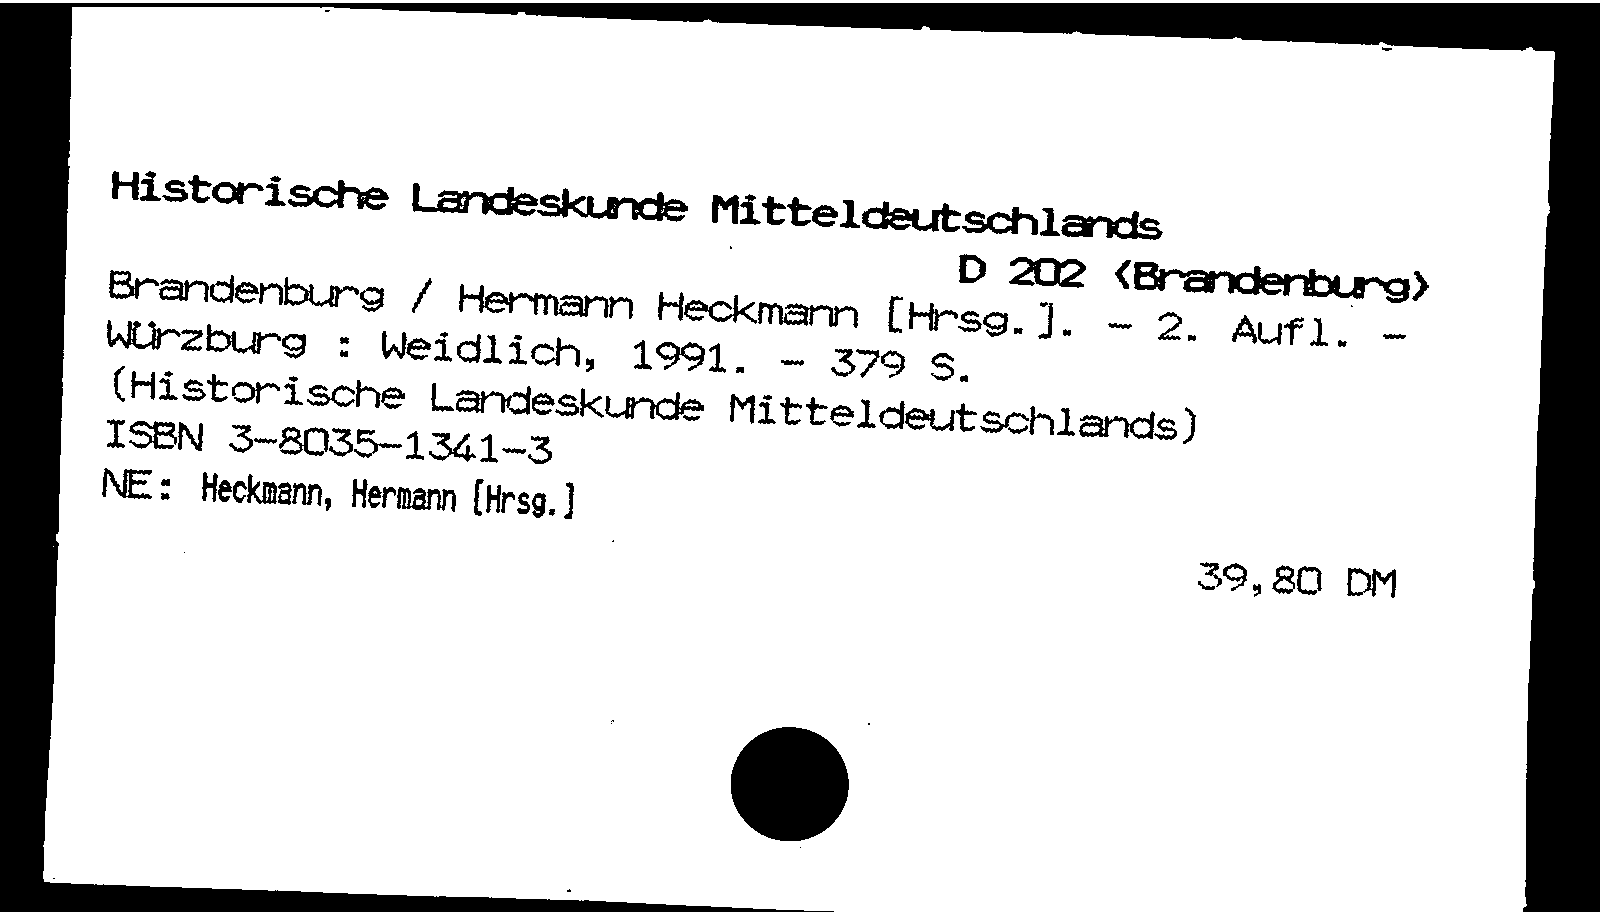 Historische Landeskunde Mitteldeutschlands
D 202 <Brandenburg>
Brandenburg / Hermann Heckmann [Hrsg.]. - 2. Aufl. -
Würzburg : Weidlich, 1991. - 379 S.
(Historische Landeskunde Mitteldeutschlands)
ISBN 3-8035-1341-3
NE: Heckmann, Hermann [Hrsg.]
39,80 DM